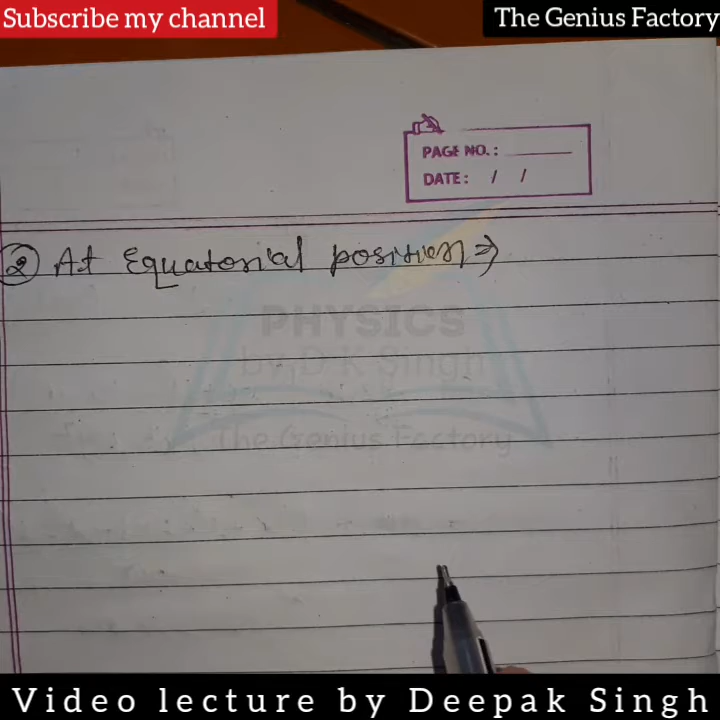 Subscribe my channel
The Genius Factory
PAGE NO.:
DATE: / /
② At Equatorial position ⇒
PHYSICS
by D K Singh
The Genius Factory
Video lecture by Deepak Singh